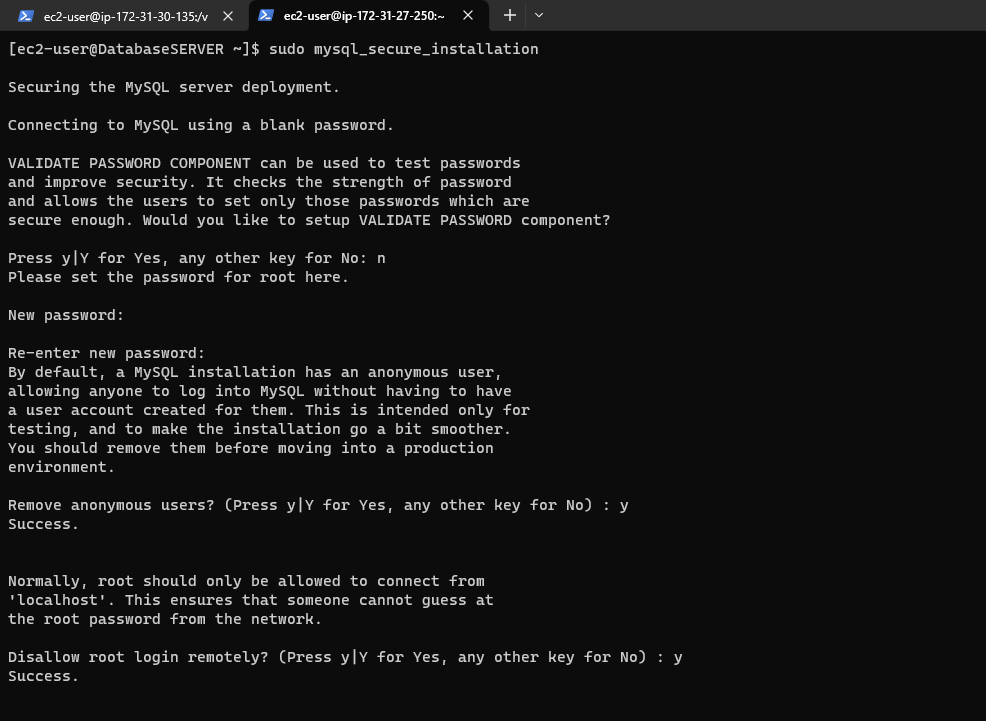 ec2-user@ip-172-31-30-135:/v
ec2-user@ip-172-31-27-250:~
[ec2-user@DatabaseSERVER ~]$ sudo mysql_secure_installation
Securing the MySQL server deployment.
Connecting to MySQL using a blank password.
VALIDATE PASSWORD COMPONENT can be used to test passwords
and improve security. It checks the strength of password
and allows the users to set only those passwords which are
secure enough. Would you like to setup VALIDATE PASSWORD component?
Press y|Y for Yes, any other key for No: n
Please set the password for root here.
New password:
Re-enter new password:
By default, a MySQL installation has an anonymous user,
allowing anyone to log into MySQL without having to have
a user account created for them. This is intended only for
testing, and to make the installation go a bit smoother.
You should remove them before moving into a production
environment.
Remove anonymous users? (Press y|Y for Yes, any other key for No) : y
Success.
Normally, root should only be allowed to connect from
'localhost'. This ensures that someone cannot guess at
the root password from the network.
Disallow root login remotely? (Press y|Y for Yes, any other key for No) : y
Success.